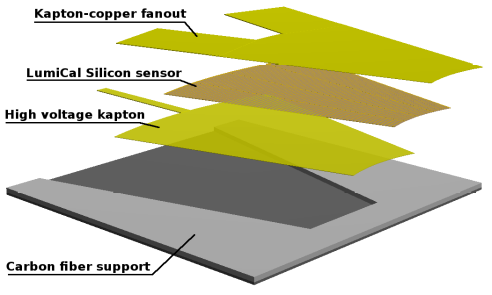 Kapton-copper fanout
LumiCal Silicon sensor
High voltage kapton
Carbon fiber support